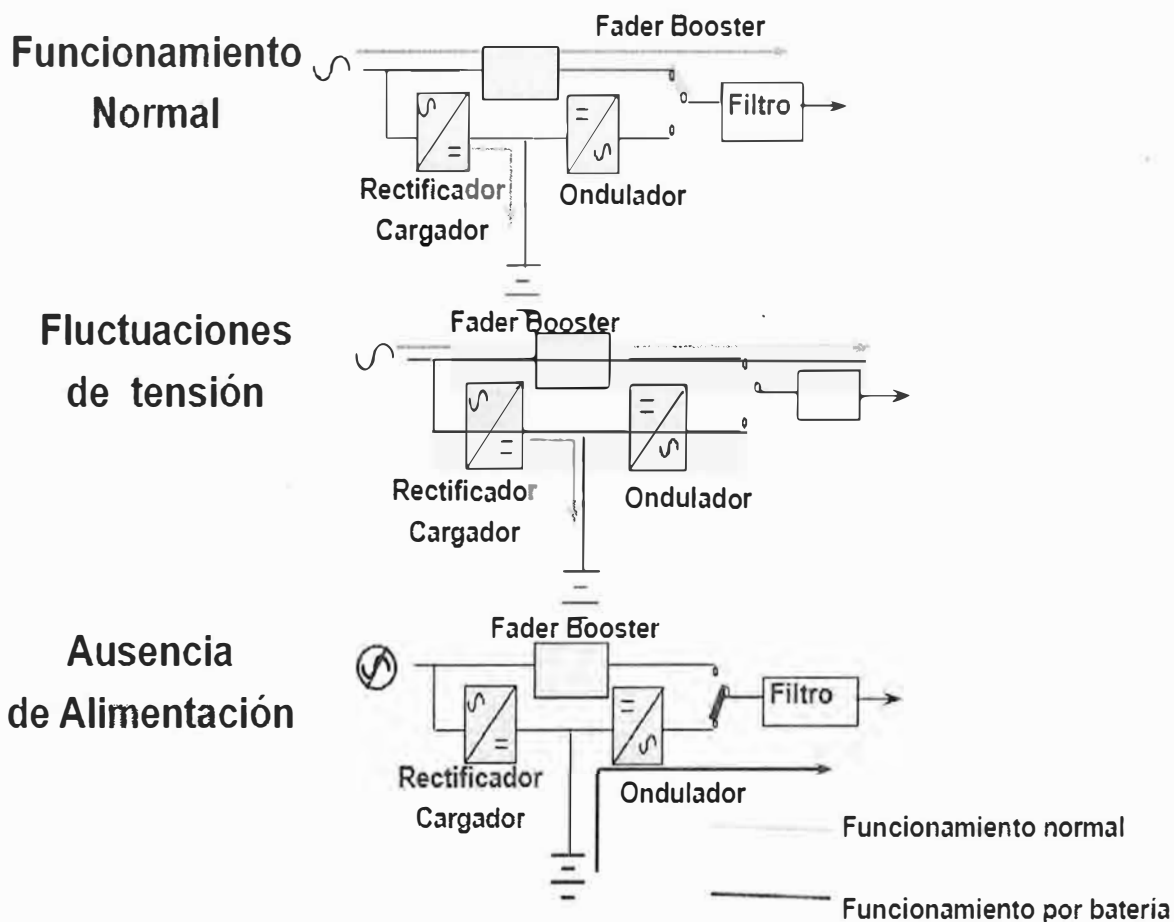 Funcionamiento
Normal
Fader Booster
Filtro
Rectificador
Cargador
Ondulador
Fluctuaciones
de tensión
Fader Booster
Rectificador
Cargador
Ondulador
Ausencia
de Alimentación
Fader Booster
Filtro
Rectificador
Cargador
Ondulador
Funcionamiento normal
Funcionamiento por batería